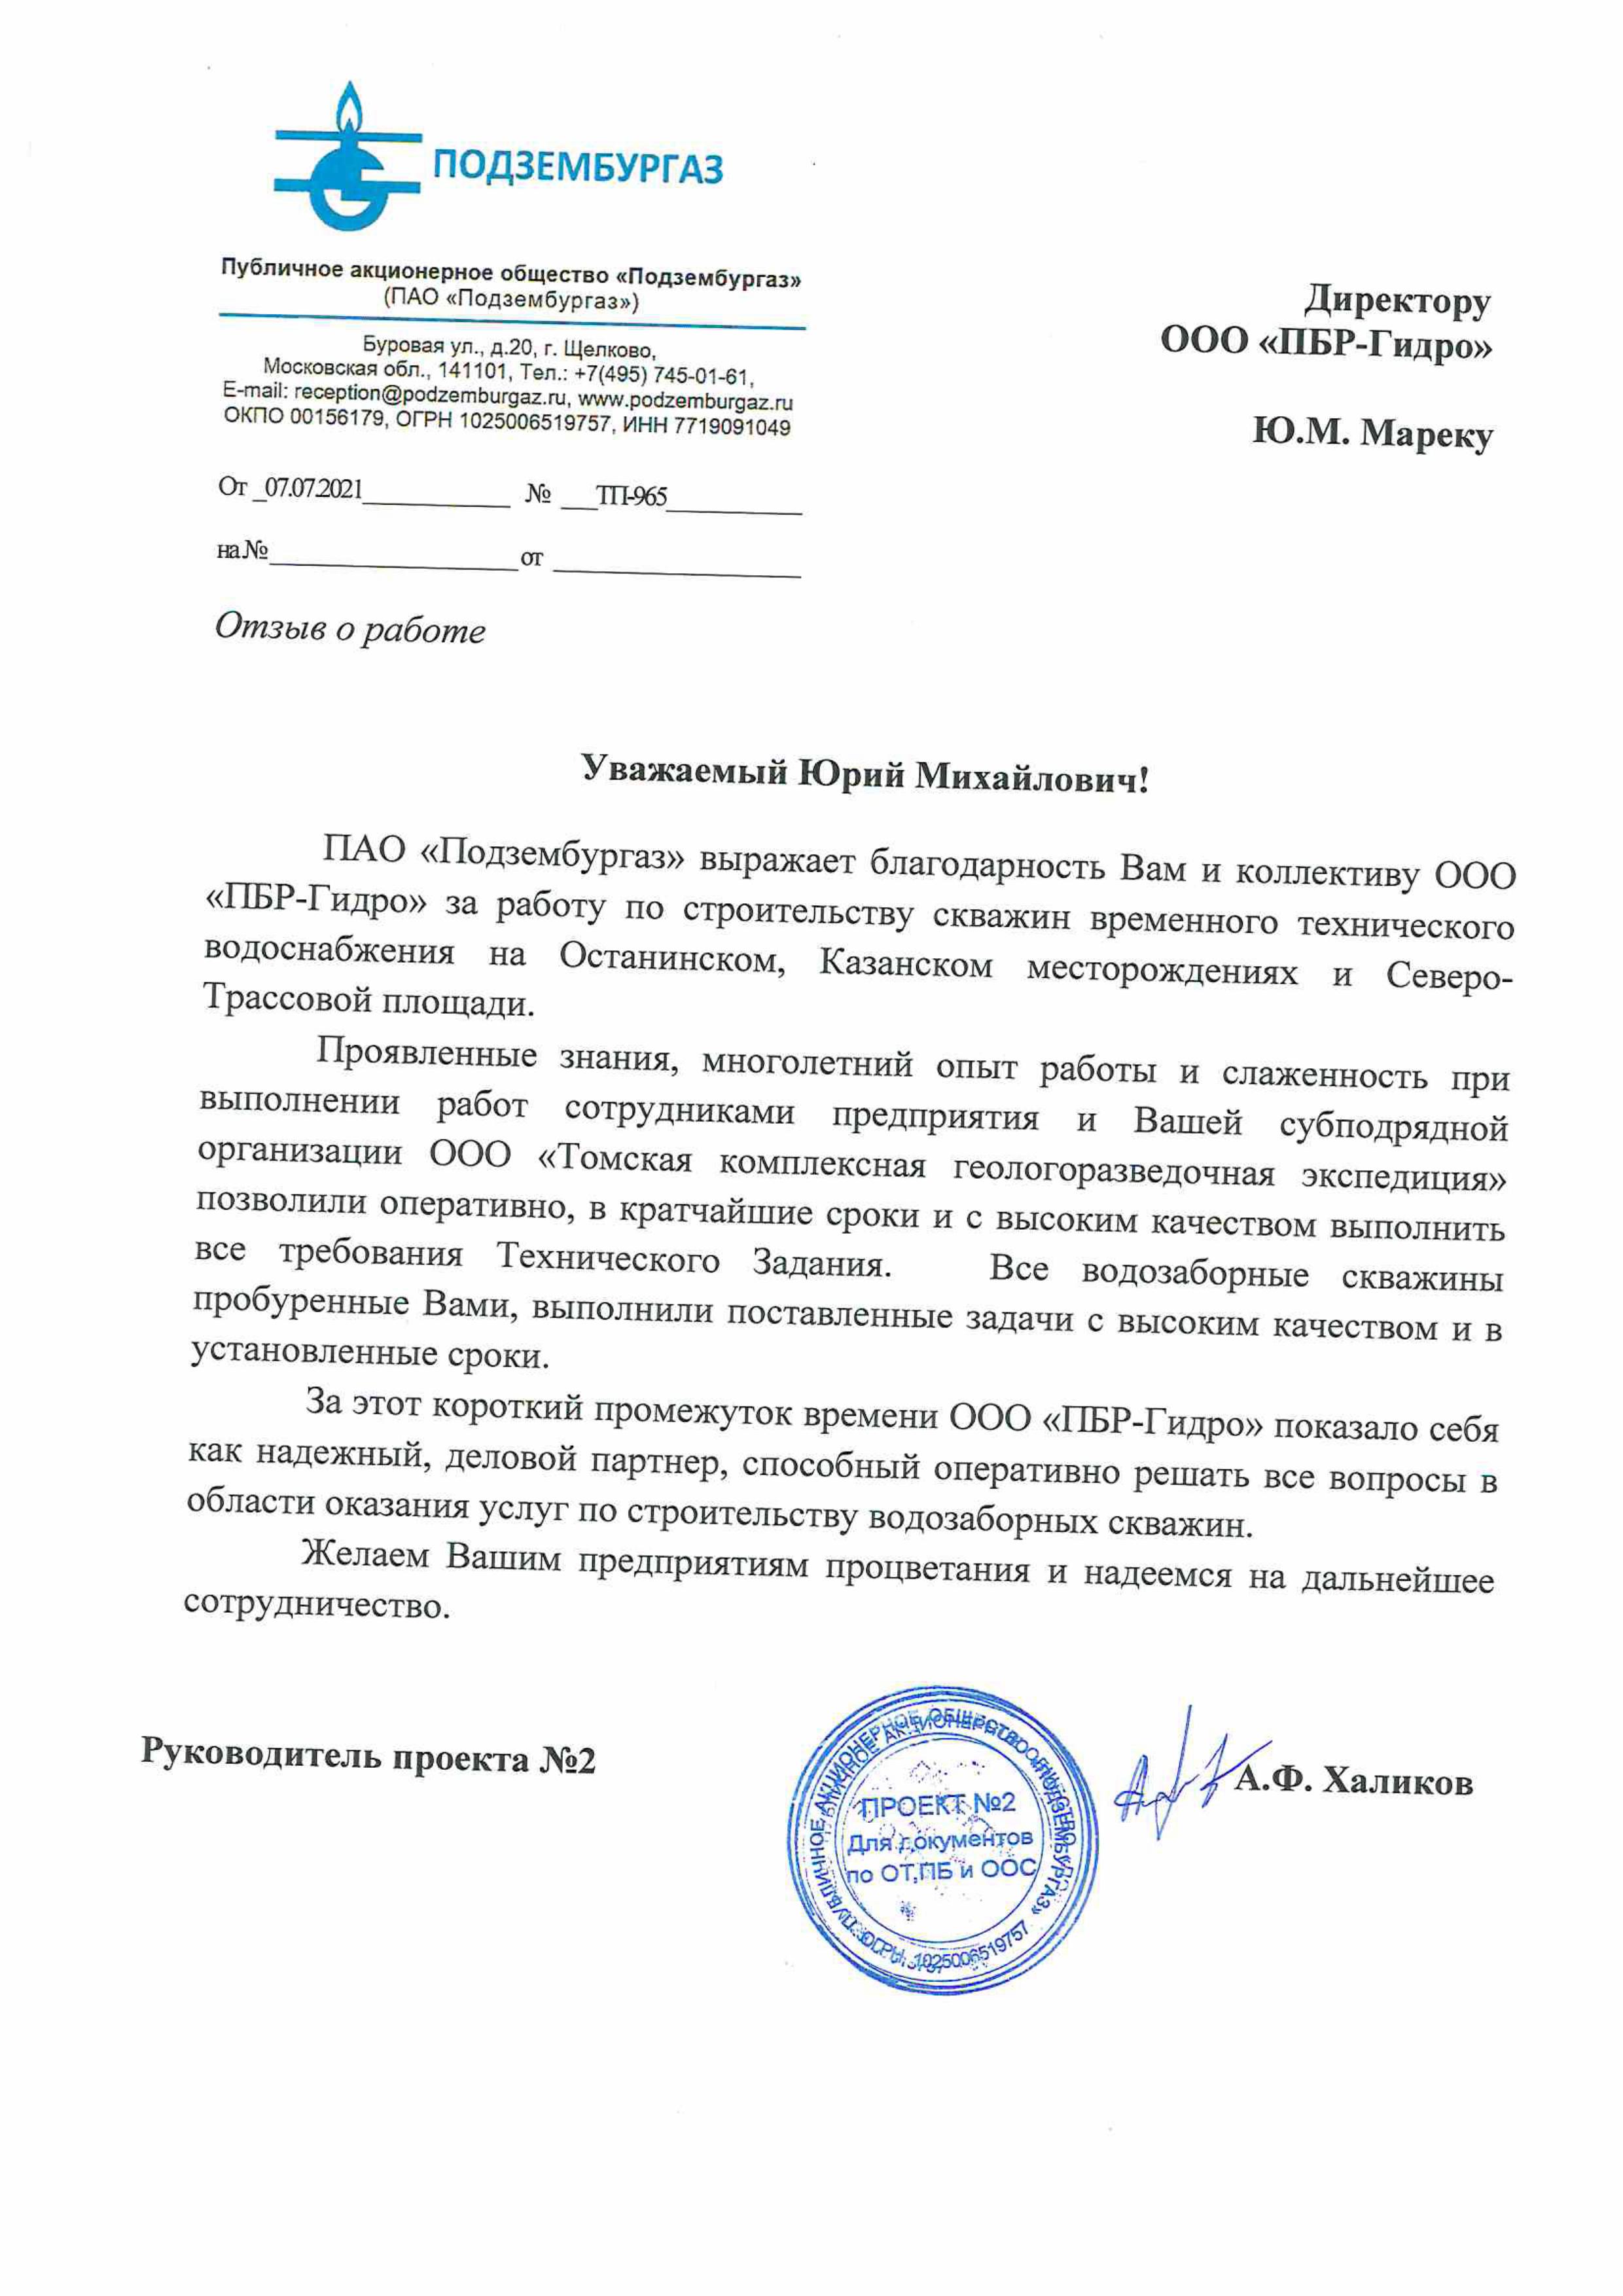 ПОДЗЕМБУРГАЗ
Публичное акционерное общество «Подзембургаз»
(ПАО «Подзембургаз»)
Буровая ул., д.20, г. Щелково,
Московская обл., 141101, Тел.: +7(495) 745-01-61,
E-mail: reception@podzemburgaz.ru, www.podzemburgaz.ru
ОКПО 00156179, ОГРН 1025006519757, ИНН 7719091049
От _07.07.2021___________ № ___ТП-965__________
на №___________________от ___________________
Директору
ООО «ПБР-Гидро»
Ю.М. Мареку
Отзыв о работе
Уважаемый Юрий Михайлович!
ПАО «Подзембургаз» выражает благодарность Вам и коллективу ООО
«ПБР-Гидро» за работу по строительству скважин временного технического
водоснабжения на Останинском, Казанском месторождениях и Северо-
Трассовой площади.
Проявленные знания, многолетний опыт работы и слаженность при
выполнении работ сотрудниками предприятия и Вашей субподрядной
организации ООО «Томская комплексная геологоразведочная экспедиция»
позволили оперативно, в кратчайшие сроки и с высоким качеством выполнить
все требования Технического Задания. Все водозаборные скважины
пробуренные Вами, выполнили поставленные задачи с высоким качеством и в
установленные сроки.
За этот короткий промежуток времени ООО «ПБР-Гидро» показало себя
как надежный, деловой партнер, способный оперативно решать все вопросы в
области оказания услуг по строительству водозаборных скважин.
Желаем Вашим предприятиям процветания и надеемся на дальнейшее
сотрудничество.
Руководитель проекта №2
А.Ф. Халиков
ПУБЛИЧНОЕ АКЦИОНЕРНОЕ ОБЩЕСТВО «ПОДЗЕМБУРГАЗ»
ПРОЕКТ №2
Для документов
по ОТ,ПБ и ООС
ОГРН 1025006519757